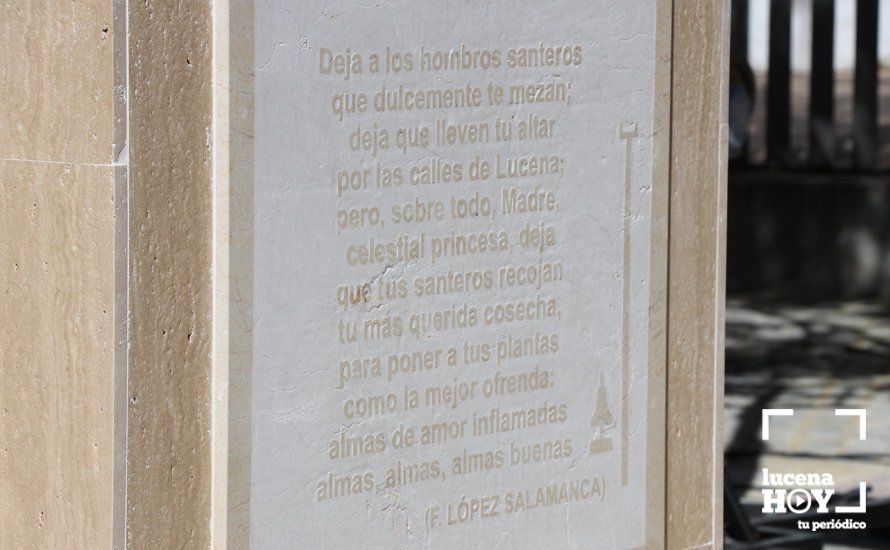 Deja a los hombros santeros
que dulcemente te mezan;
deja que lleven tu altar
por las calles de Lucena;
pero, sobre todo, Madre,
celestial princesa, deja
que tus santeros recojan
tu más querida cosecha,
para poner a tus plantas
como la mejor ofrenda:
almas de amor inflamadas
almas, almas, almas buenas
(F. LÓPEZ SALAMANCA)
lucena
HOY
tu periódico